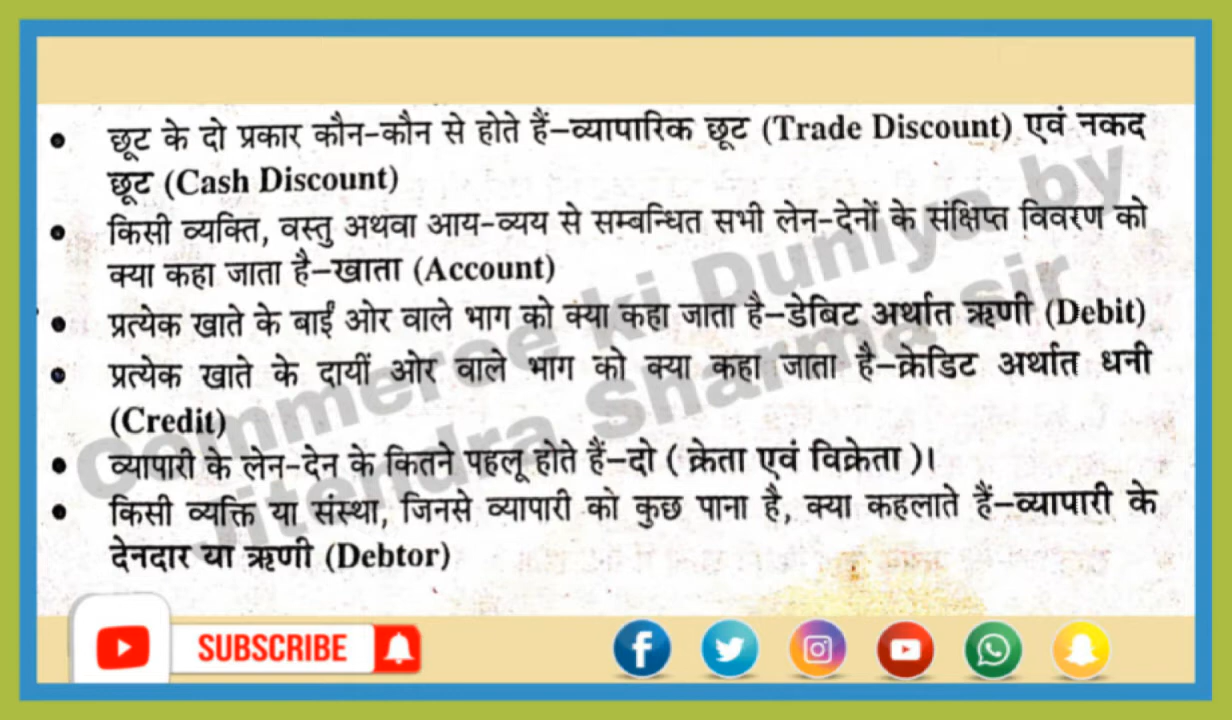 • छूट के दो प्रकार कौन-कौन से होते हैं–व्यापारिक छूट (Trade Discount) एवं नकद
छूट (Cash Discount)
• किसी व्यक्ति, वस्तु अथवा आय-व्यय से सम्बन्धित सभी लेन-देनों के संक्षिप्त विवरण को
क्या कहा जाता है–खाता (Account)
• प्रत्येक खाते के बाईं ओर वाले भाग को क्या कहा जाता है–डेबिट अर्थात ऋणी (Debit)
• प्रत्येक खाते के दायीं ओर वाले भाग को क्या कहा जाता है–क्रेडिट अर्थात धनी
(Credit)
• व्यापारी के लेन-देन के कितने पहलू होते हैं–दो ( क्रेता एवं विक्रेता )।
• किसी व्यक्ति या संस्था, जिनसे व्यापारी को कुछ पाना है, क्या कहलाते हैं–व्यापारी के
देनदार या ऋणी (Debtor)
Commerce ki Duniya by
Jitendra Sharma sir
SUBSCRIBE